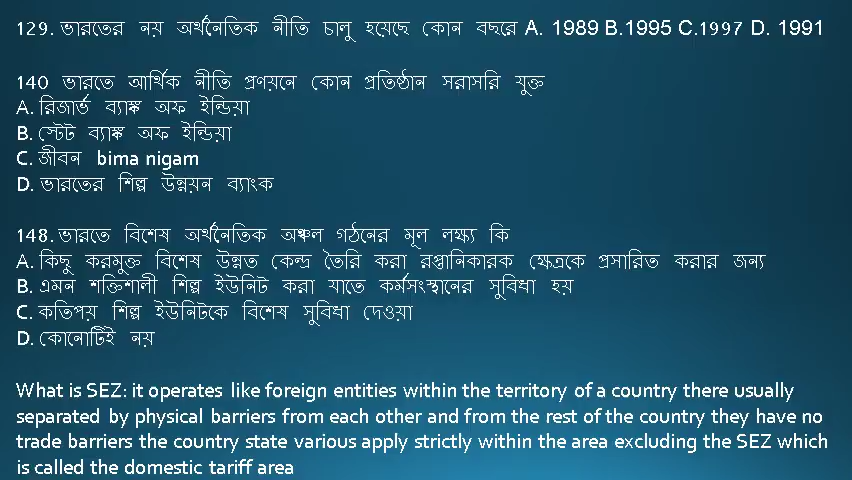 129. ভারতের নয় অর্থনৈতিক নীতি চালু হয়েছে কোন বছরে A. 1989 B.1995 C.1997 D. 1991
140 ভারতে আর্থিক নীতি প্রণয়নে কোন প্রতিষ্ঠান সরাসরি যুক্ত
A. রিজার্ভ ব্যাঙ্ক অফ ইন্ডিয়া
B. স্টেট ব্যাঙ্ক অফ ইন্ডিয়া
C. জীবন bima nigam
D. ভারতের শিল্প উন্নয়ন ব্যাংক
148. ভারতে বিশেষ অর্থনৈতিক অঞ্চল গঠনের মূল লক্ষ্য কি
A. কিছু করমুক্ত বিশেষ উন্নত কেন্দ্র তৈরি করা রপ্তানিকারক ক্ষেত্রকে প্রসারিত করার জন্য
B. এমন শক্তিশালী শিল্প ইউনিট করা যাতে কর্মসংস্থানের সুবিধা হয়
C. কতিপয় শিল্প ইউনিটকে বিশেষ সুবিধা দেওয়া
D. কোনোটিই নয়
What is SEZ: it operates like foreign entities within the territory of a country there usually
separated by physical barriers from each other and from the rest of the country they have no
trade barriers the country state various apply strictly within the area excluding the SEZ which
is called the domestic tariff area